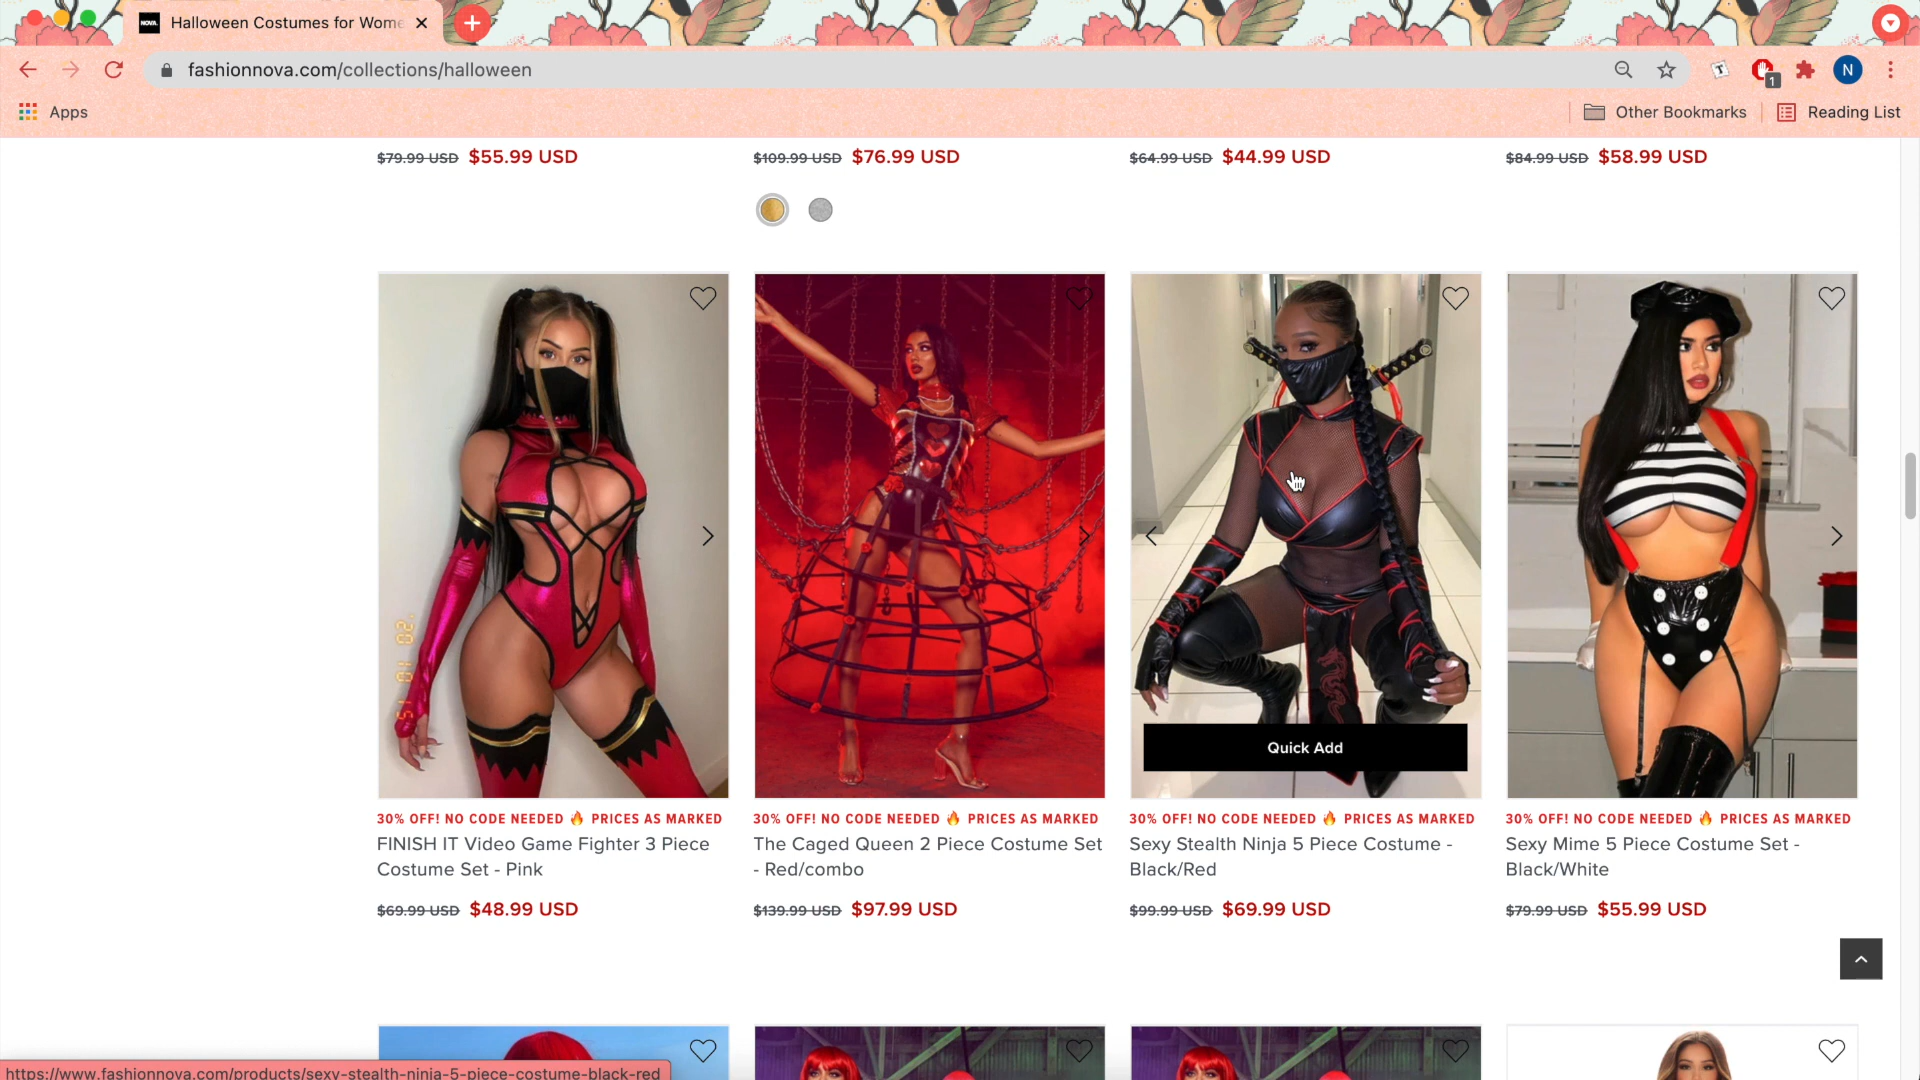 NOVA
Halloween Costumes for Wome
fashionnova.com/collections/halloween
T
1
N
Apps
Other Bookmarks
Reading List
$79.99 USD $55.99 USD
$109.99 USD $76.99 USD
$64.99 USD $44.99 USD
$84.99 USD $58.99 USD
Quick Add
30% OFF! NO CODE NEEDED 🔥 PRICES AS MARKED
FINISH IT Video Game Fighter 3 Piece
Costume Set - Pink
$69.99 USD $48.99 USD
30% OFF! NO CODE NEEDED 🔥 PRICES AS MARKED
The Caged Queen 2 Piece Costume Set
- Red/combo
$139.99 USD $97.99 USD
30% OFF! NO CODE NEEDED 🔥 PRICES AS MARKED
Sexy Stealth Ninja 5 Piece Costume -
Black/Red
$99.99 USD $69.99 USD
30% OFF! NO CODE NEEDED 🔥 PRICES AS MARKED
Sexy Mime 5 Piece Costume Set -
Black/White
$79.99 USD $55.99 USD
https://www.fashionnova.com/products/sexy-stealth-ninja-5-piece-costume-black-red